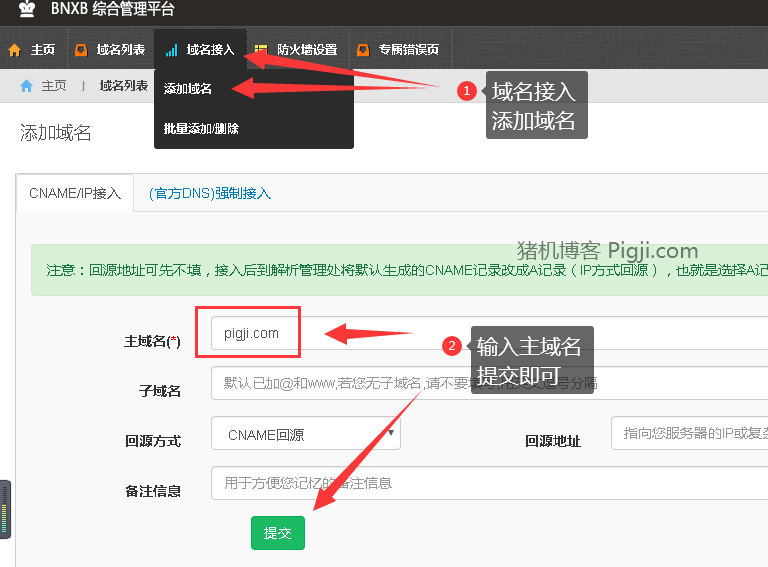 BNXB 综合管理平台
主页 域名列表 域名接入 防火墙设置 专属错误页
主页 | 域名列表
添加域名
批量添加/删除
1 域名接入
添加域名
添加域名
CNAME/IP接入 (官方DNS)强制接入
猪机博客 Pigji.com
注意：回源地址可先不填，接入后到解析管理处将默认生成的CNAME记录改成A记录（IP方式回源），也就是选择A记
主域名(*) pigji.com
2 输入主域名
提交即可
子域名 默认已加@和www,若您无子域名,请不要填写,用
分隔
回源方式 CNAME回源 回源地址 指向您服务器的IP或复杂
备注信息 用于方便您记忆的备注信息
提交